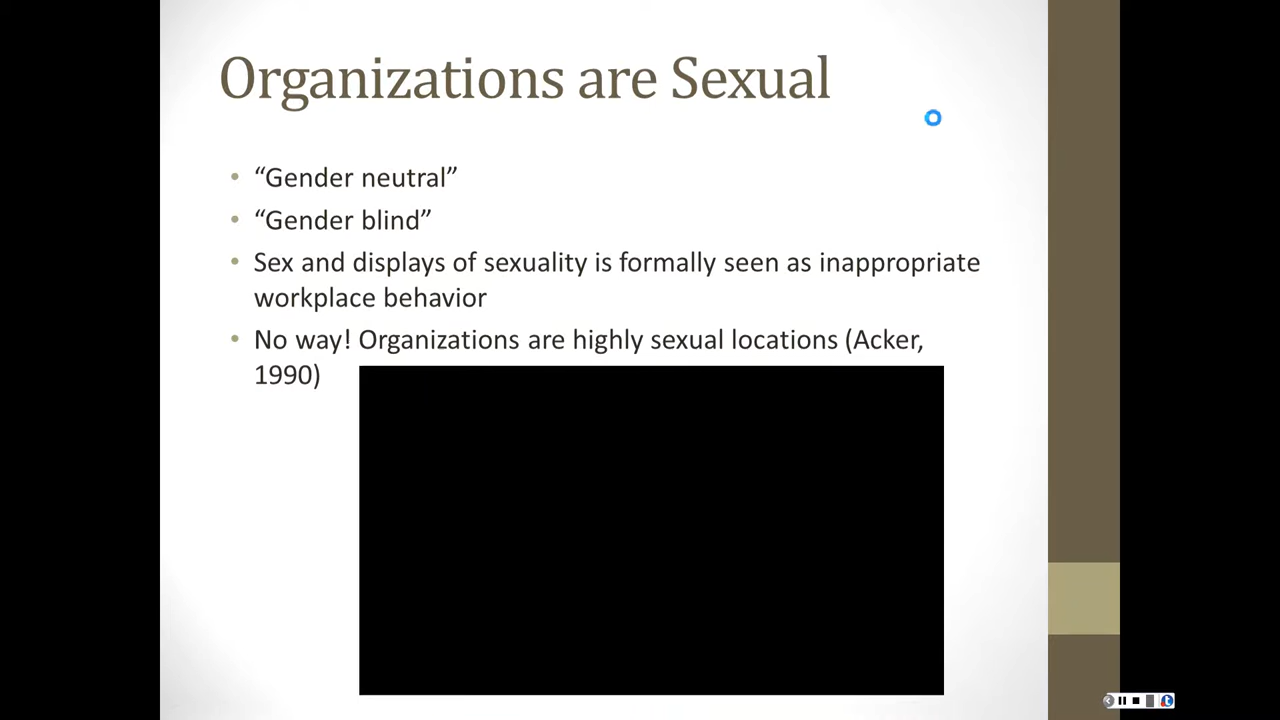 Organizations are Sexual
• “Gender neutral”
• “Gender blind”
• Sex and displays of sexuality is formally seen as inappropriate
workplace behavior
• No way! Organizations are highly sexual locations (Acker,
1990)